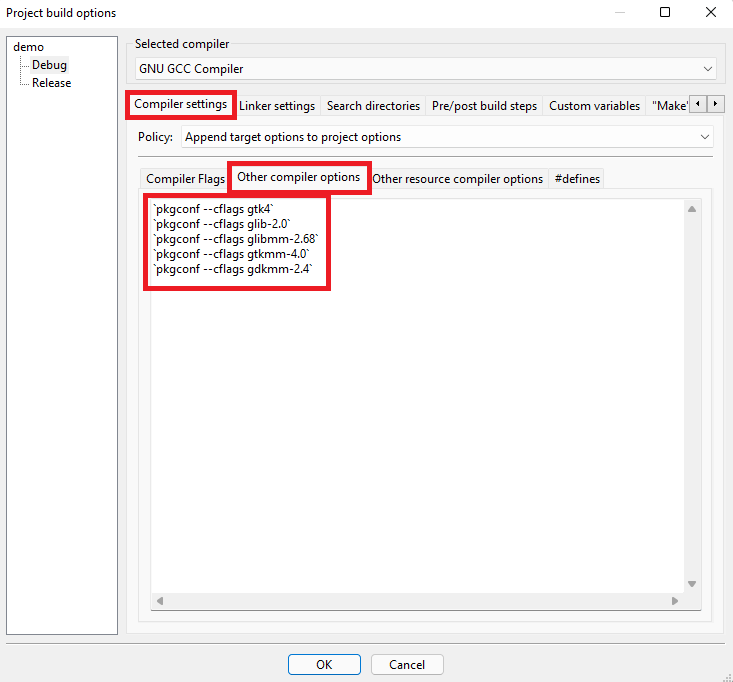 Project build options
demo
Debug
Release
Selected compiler
GNU GCC Compiler
Compiler settings Linker settings Search directories Pre/post build steps Custom variables "Make'
Policy: Append target options to project options
Compiler Flags Other compiler options Other resource compiler options #defines
`pkgconf --cflags gtk4`
`pkgconf --cflags glib-2.0`
`pkgconf --cflags glibmm-2.68`
`pkgconf --cflags gtkmm-4.0`
`pkgconf --cflags gdkmm-2.4`
OK Cancel